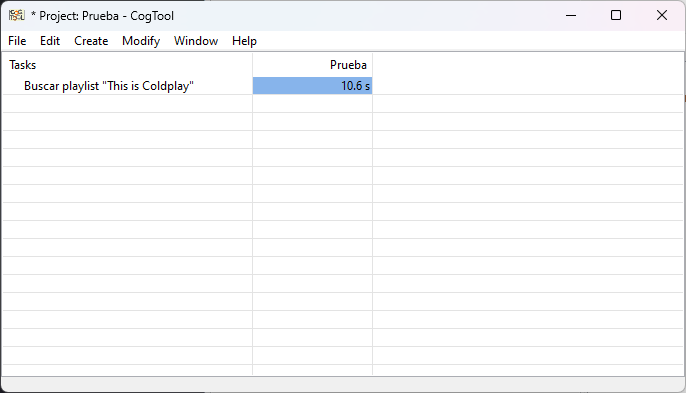 * Project: Prueba - CogTool
File Edit Create Modify Window Help
Tasks Prueba
Buscar playlist "This is Coldplay" 10.6 s